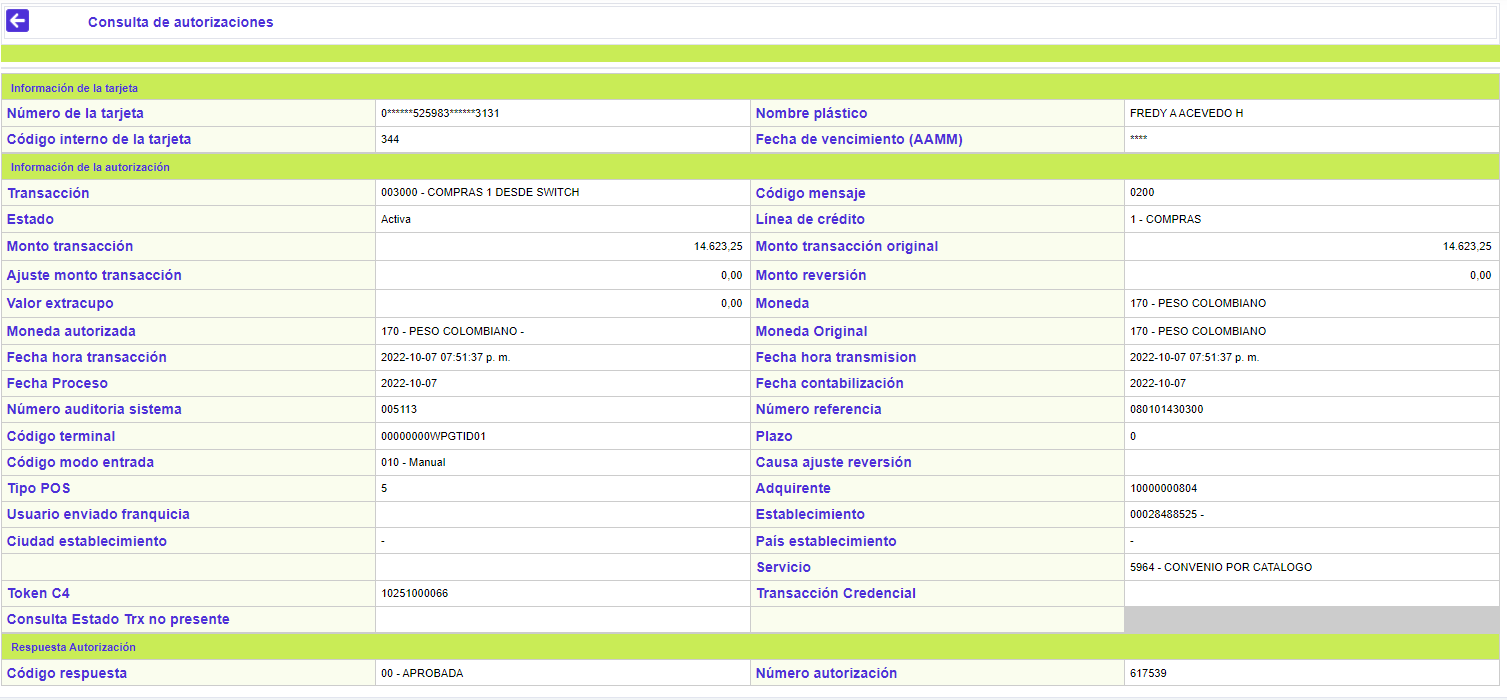 Consulta de autorizaciones
Información de la tarjeta
Número de la tarjeta 0******525983******3131 Nombre plástico FREDY A ACEVEDO H
Código interno de la tarjeta 344 Fecha de vencimiento (AAMM) ****
Información de la autorización
Transacción 003000 - COMPRAS 1 DESDE SWITCH Código mensaje 0200
Estado Activa Línea de crédito 1 - COMPRAS
Monto transacción 14.623,25 Monto transacción original 14.623,25
Ajuste monto transacción 0,00 Monto reversión 0,00
Valor extracupo 0,00 Moneda 170 - PESO COLOMBIANO
Moneda autorizada 170 - PESO COLOMBIANO - Moneda Original 170 - PESO COLOMBIANO
Fecha hora transacción 2022-10-07 07:51:37 p. m. Fecha hora transmision 2022-10-07 07:51:37 p. m.
Fecha Proceso 2022-10-07 Fecha contabilización 2022-10-07
Número auditoria sistema 005113 Número referencia 080101430300
Código terminal 00000000WPGTID01 Plazo 0
Código modo entrada 010 - Manual Causa ajuste reversión
Tipo POS 5 Adquirente 10000000804
Usuario enviado franquicia Establecimiento 00028488525 -
Ciudad establecimiento - País establecimiento -
Servicio 5964 - CONVENIO POR CATALOGO
Token C4 10251000066 Transacción Credencial
Consulta Estado Trx no presente
Respuesta Autorización
Código respuesta 00 - APROBADA Número autorización 617539